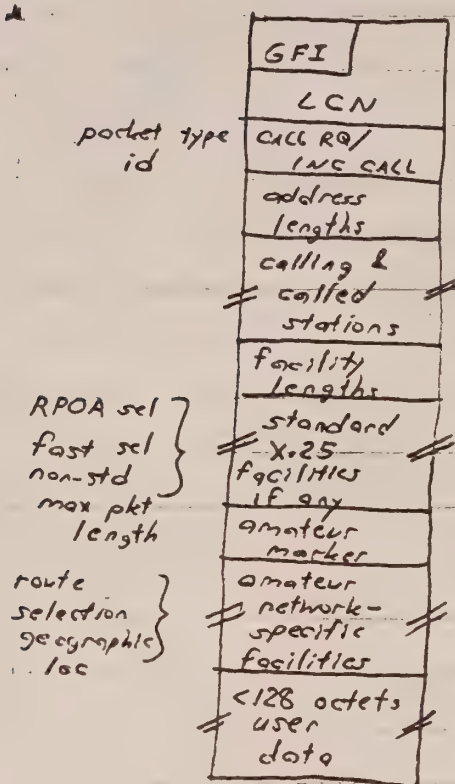 GFI
LCN
packet type
id
CALL RQ/
INC CALL
address
lengths
calling &
called
stations
facility
lengths
RPOA sel
fast sel
non-std
max pkt
length
standard
X.25
facilities
if any
amateur
marker
route
selection
geographic
loc
amateur
network-
specific
facilities
<128 octets
user
data